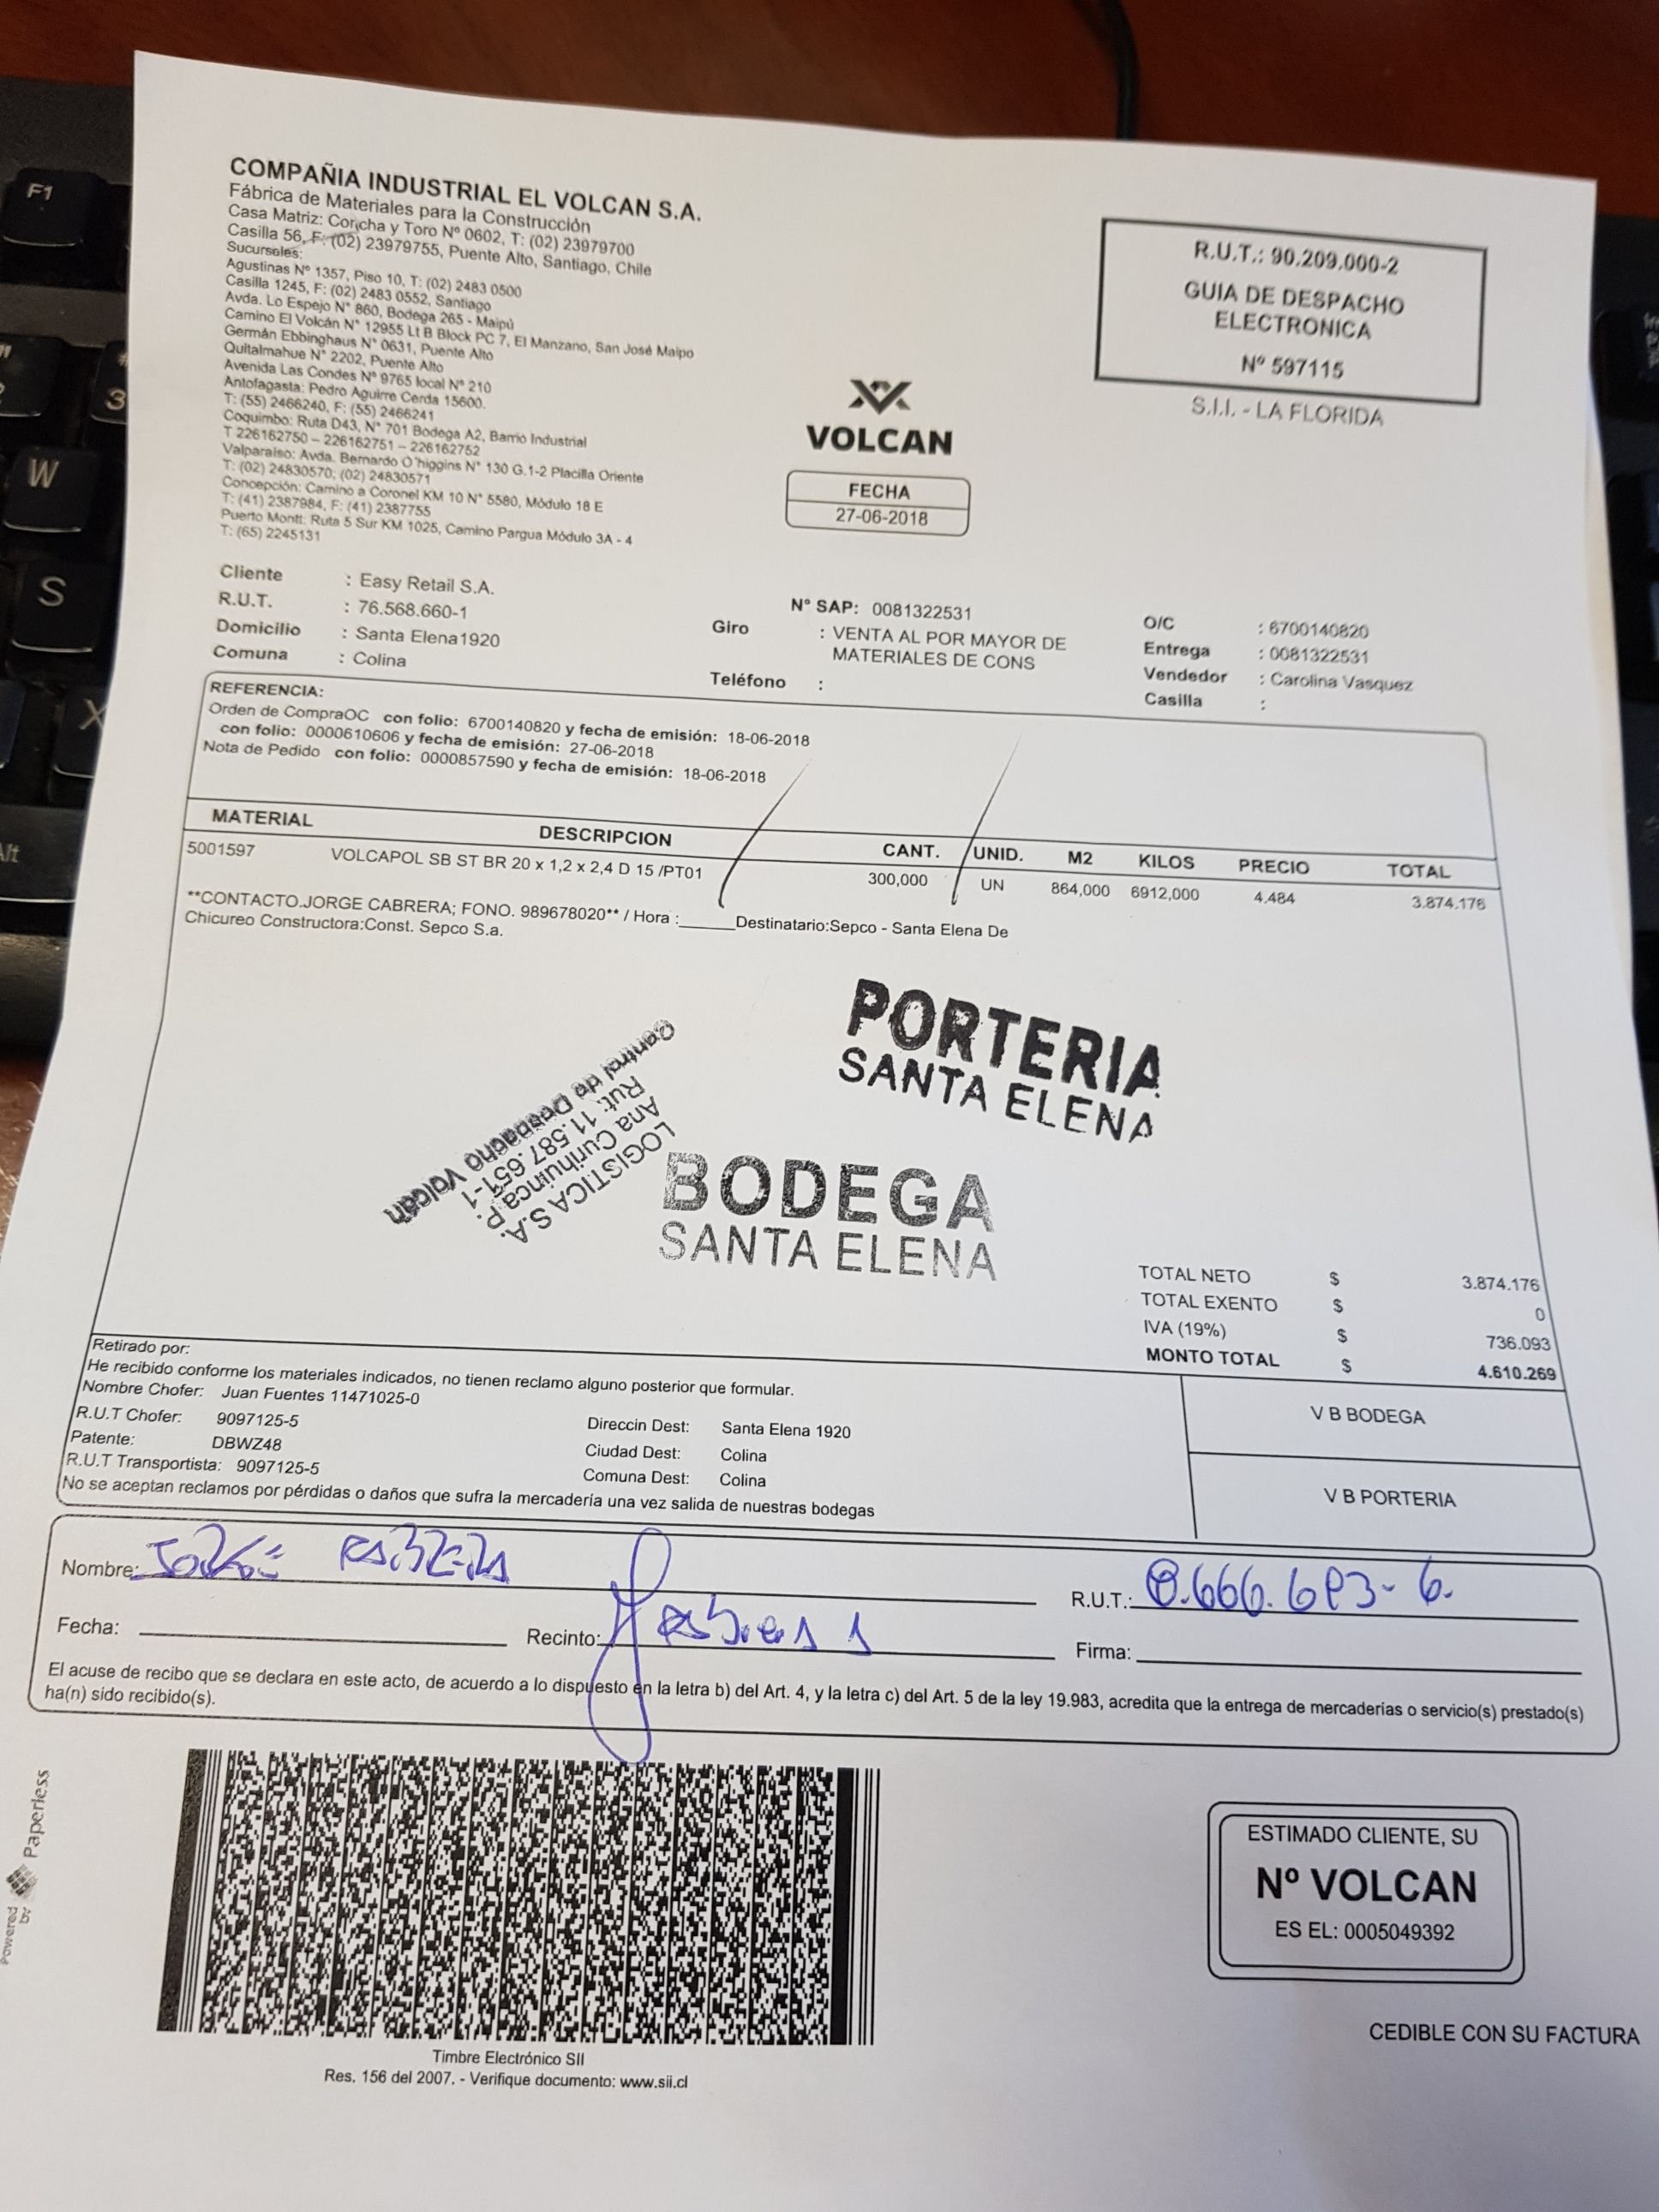 COMPAÑIA INDUSTRIAL EL VOLCAN S.A.
Fábrica de Materiales para la Construcción
Casa Matriz: Concha y Toro Nº 0602, T: (02) 23979700
Casilla 56, F: (02) 23979755, Puente Alto, Santiago, Chile
Sucursales:
Agustinas Nº 1357, Piso 10, T: (02) 2483 0500
Casilla 1245, F: (02) 2483 0552, Santiago
Avda. Lo Espejo N° 860, Bodega 265 - Maipú
Camino El Volcán N° 12955 Lt B Block PC 7, El Manzano, San José Maipo
Germán Ebbinghaus N° 0631, Puente Alto
Quitalmahue N° 2202, Puente Alto
Avenida Las Condes Nº 9765 local N° 210
Antofagasta: Pedro Aguirre Cerda 15600.
T: (55) 2466240, F: (55) 2466241
Coquimbo: Ruta D43, N° 701 Bodega A2, Barrio Industrial
T 226162750 – 226162751 – 226162752
Valparaíso: Avda. Bernardo O´higgins N° 130 G.1-2 Placilla Oriente
T: (02) 24830570; (02) 24830571
Concepción: Camino a Coronel KM 10 N° 5580, Módulo 18 E
T: (41) 2387984, F: (41) 2387755
Puerto Montt: Ruta 5 Sur KM 1025, Camino Pargua Módulo 3A - 4
T: (65) 2245131
R.U.T.: 90.209.000-2
GUIA DE DESPACHO
ELECTRONICA
Nº 597115
S.I.I. - LA FLORIDA
VOLCAN
FECHA
27-06-2018
Cliente : Easy Retail S.A.
R.U.T. : 76.568.660-1 N° SAP: 0081322531 O/C : 6700140820
Domicilio : Santa Elena1920 Giro : VENTA AL POR MAYOR DE Entrega : 0081322531
MATERIALES DE CONS
Comuna : Colina Teléfono : Vendedor : Carolina Vasquez
Casilla :
REFERENCIA:
Orden de CompraOC con folio: 6700140820 y fecha de emisión: 18-06-2018
con folio: 0000610606 y fecha de emisión: 27-06-2018
Nota de Pedido con folio: 0000857590 y fecha de emisión: 18-06-2018
MATERIAL DESCRIPCION CANT. UNID. M2 KILOS PRECIO TOTAL
5001597 VOLCAPOL SB ST BR 20 x 1,2 x 2,4 D 15 /PT01 300,000 UN 864,000 6912,000 4.484 3.874.176
**CONTACTO.JORGE CABRERA; FONO. 989678020** / Hora :______Destinatario:Sepco - Santa Elena De
Chicureo Constructora:Const. Sepco S.a.
PORTERIA
SANTA ELENA
LOGISTICA S.A.
Ana Curihuinca P.
Rut: 11.587.651-1
Central de Despacho Volcán
BODEGA
SANTA ELENA
TOTAL NETO $ 3.874.176
TOTAL EXENTO $ 0
IVA (19%) $ 736.093
MONTO TOTAL $ 4.610.269
Retirado por:
He recibido conforme los materiales indicados, no tienen reclamo alguno posterior que formular.
Nombre Chofer: Juan Fuentes 11471025-0
R.U.T Chofer: 9097125-5 Direccin Dest: Santa Elena 1920
Patente: DBWZ48 Ciudad Dest: Colina
R.U.T Transportista: 9097125-5 Comuna Dest: Colina
No se aceptan reclamos por pérdidas o daños que sufra la mercadería una vez salida de nuestras bodegas
V B BODEGA
V B PORTERIA
Nombre: JORGE CABRERA R.U.T.:
Fecha: Recinto: Firma:
El acuse de recibo que se declara en este acto, de acuerdo a lo dispuesto en la letra b) del Art. 4, y la letra c) del Art. 5 de la ley 19.983, acredita que la entrega de mercaderías o servicio(s) prestado(s)
ha(n) sido recibido(s).
Powered by Paperless
Timbre Electrónico SII
Res. 156 del 2007. - Verifique documento: www.sii.cl
ESTIMADO CLIENTE, SU
Nº VOLCAN
ES EL: 0005049392
CEDIBLE CON SU FACTURA